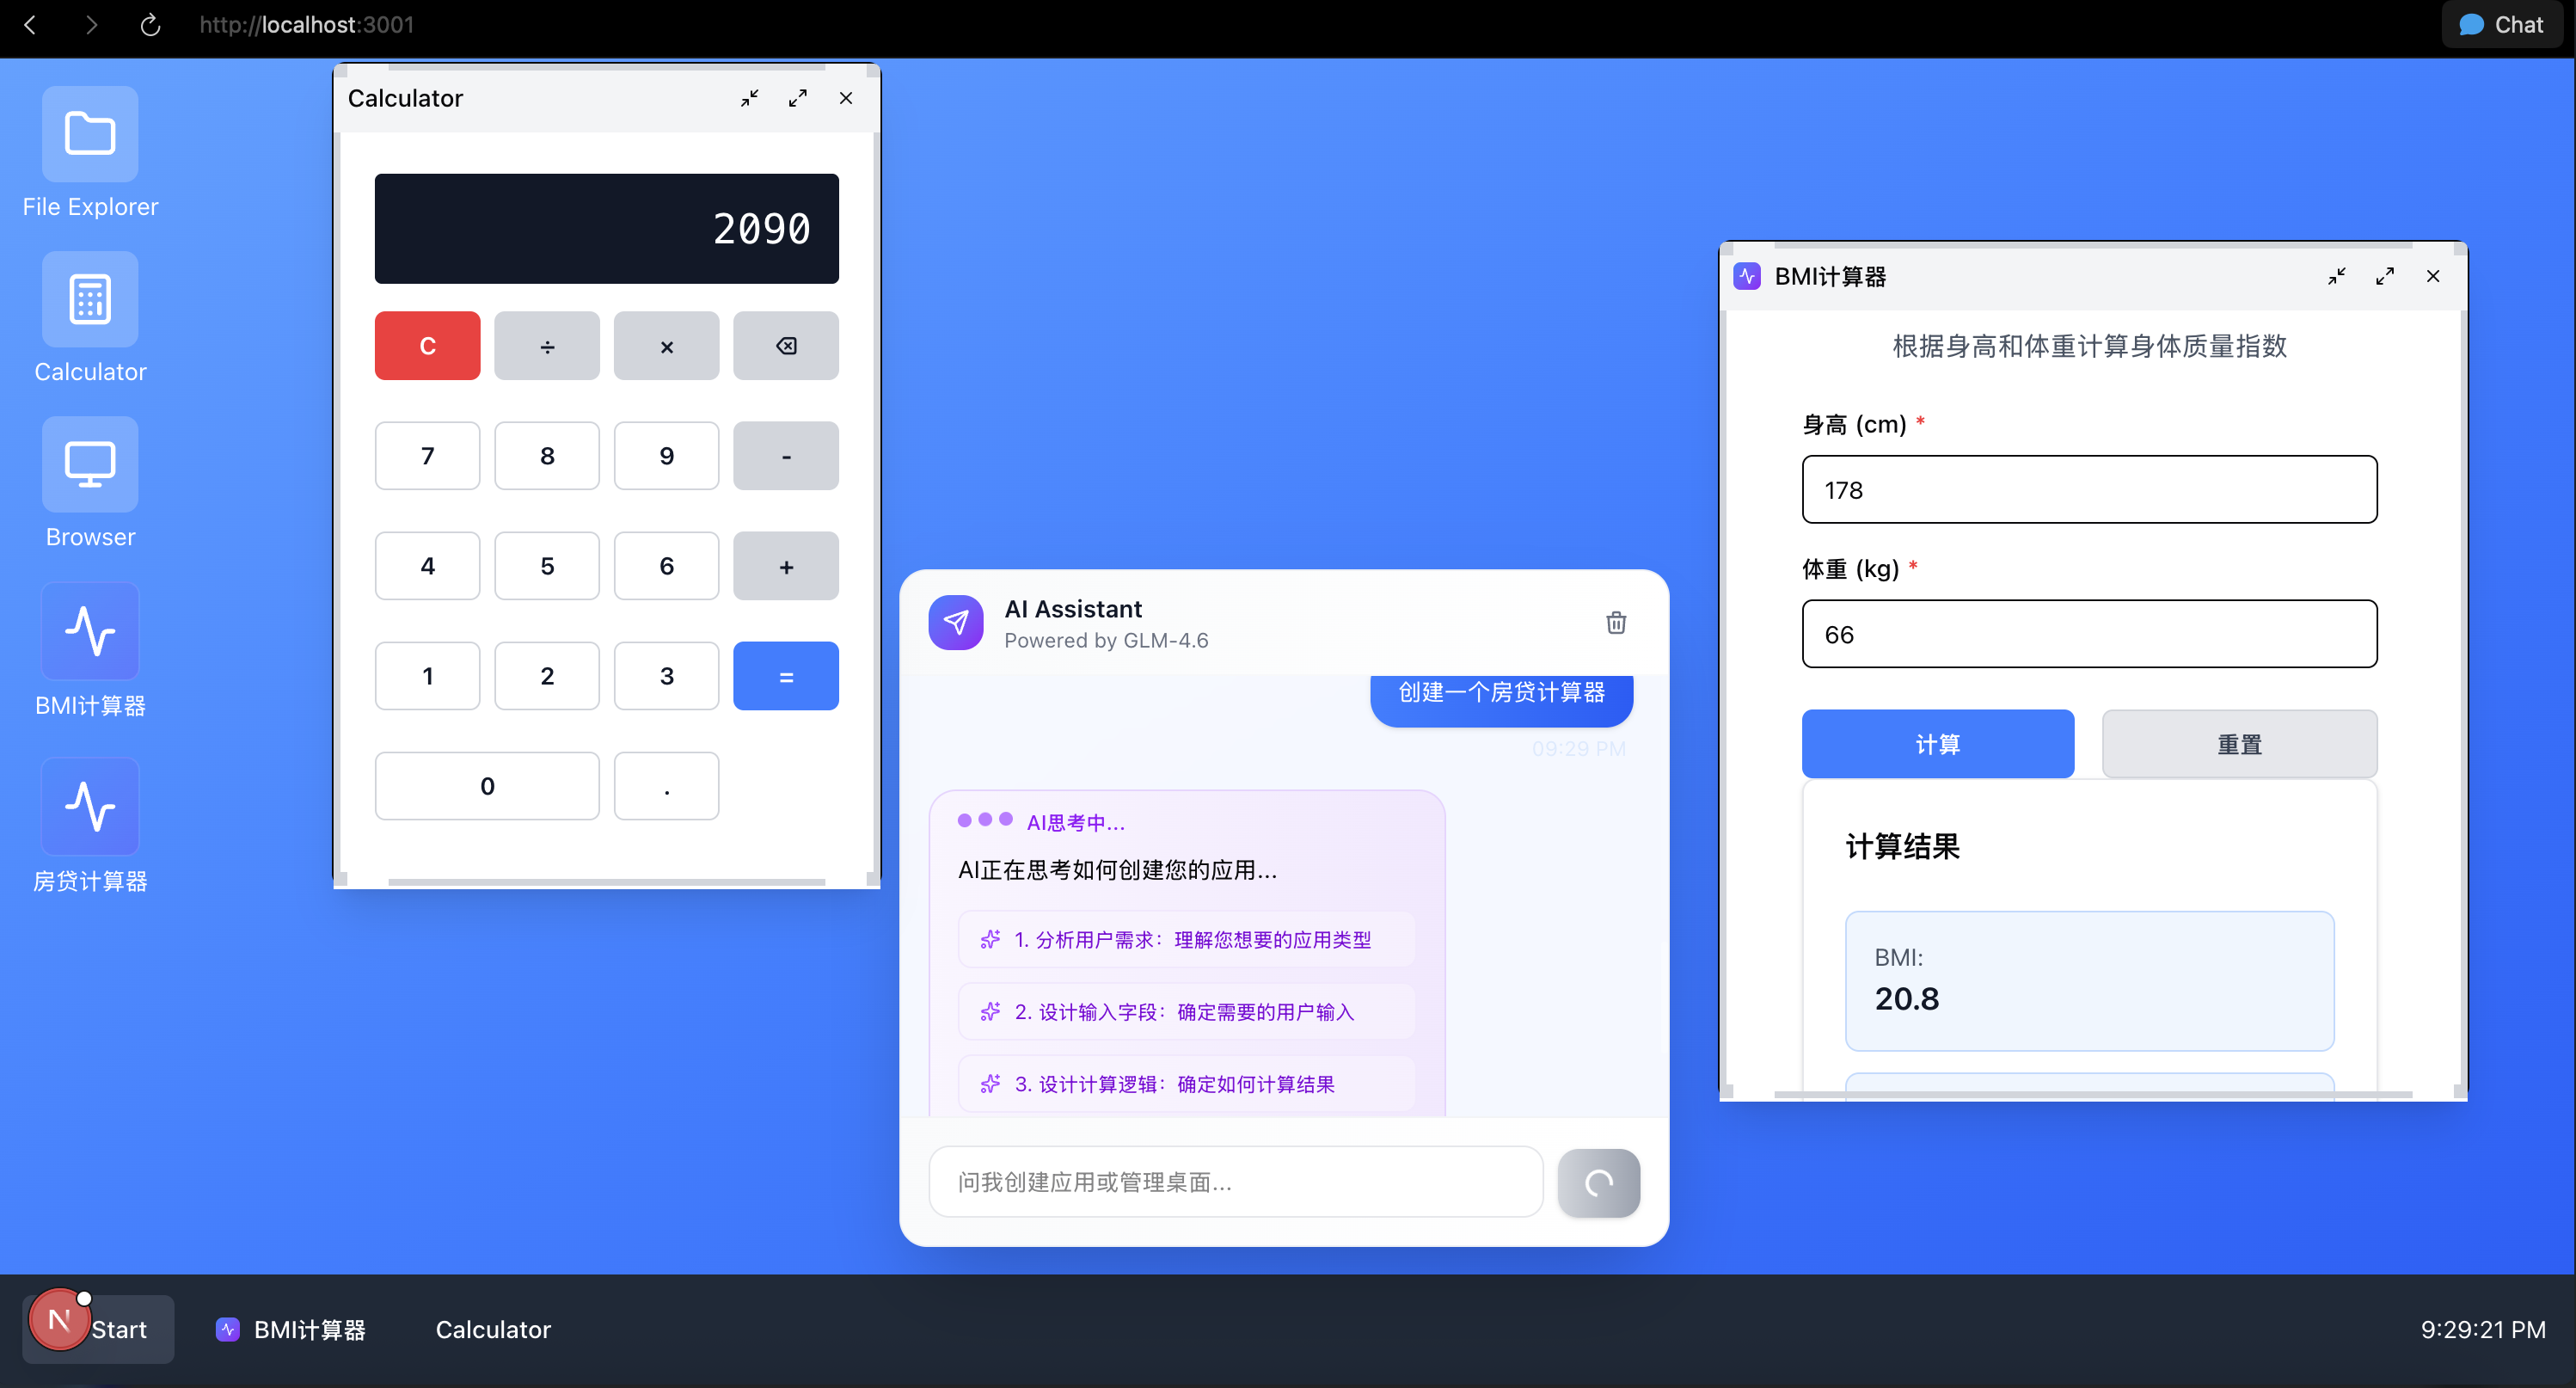 http://localhost:3001
Chat
File Explorer
Calculator
Browser
BMI计算器
房贷计算器
Calculator
2090
C
÷
×
7
8
9
-
4
5
6
+
1
2
3
=
0
.
AI Assistant
Powered by GLM-4.6
创建一个房贷计算器
09:29 PM
AI思考中...
AI正在思考如何创建您的应用...
1. 分析用户需求：理解您想要的应用类型
2. 设计输入字段：确定需要的用户输入
3. 设计计算逻辑：确定如何计算结果
问我创建应用或管理桌面...
BMI计算器
根据身高和体重计算身体质量指数
身高 (cm) *
178
体重 (kg) *
66
计算
重置
计算结果
BMI:
20.8
N
Start
BMI计算器
Calculator
9:29:21 PM